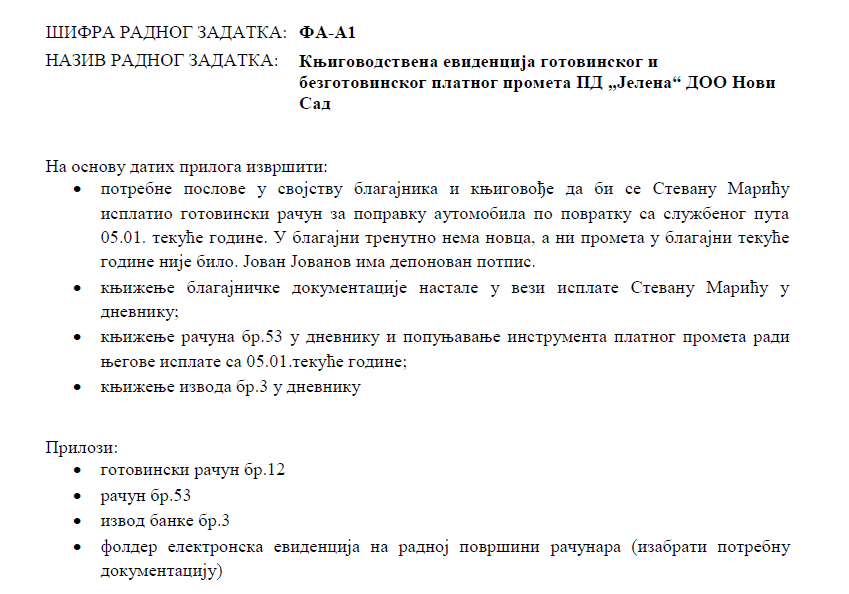 ШИФРА РАДНОГ ЗАДАТКА: ФА-А1
НАЗИВ РАДНОГ ЗАДАТКА: Књиговодствена евиденција готовинског и
безготовинског платног промета ПД „Јелена“ ДОО Нови
Сад
На основу датих прилога извршити:
• потребне послове у својству благајника и књиговође да би се Стевану Марићу
исплатио готовински рачун за поправку аутомобила по повратку са службеног пута
05.01. текуће године. У благајни тренутно нема новца, а ни промета у благајни текуће
године није било. Јован Јованов има депонован потпис.
• књижење благајничке документације настале у вези исплате Стевану Марићу у
дневнику;
• књижење рачуна бр.53 у дневнику и попуњавање инструмента платног промета ради
његове исплате са 05.01.текуће године;
• књижење извода бр.3 у дневнику
Прилози:
• готовински рачун бр.12
• рачун бр.53
• извод банке бр.3
• фолдер електронска евиденција на радној површини рачунара (изабрати потребну
документацију)